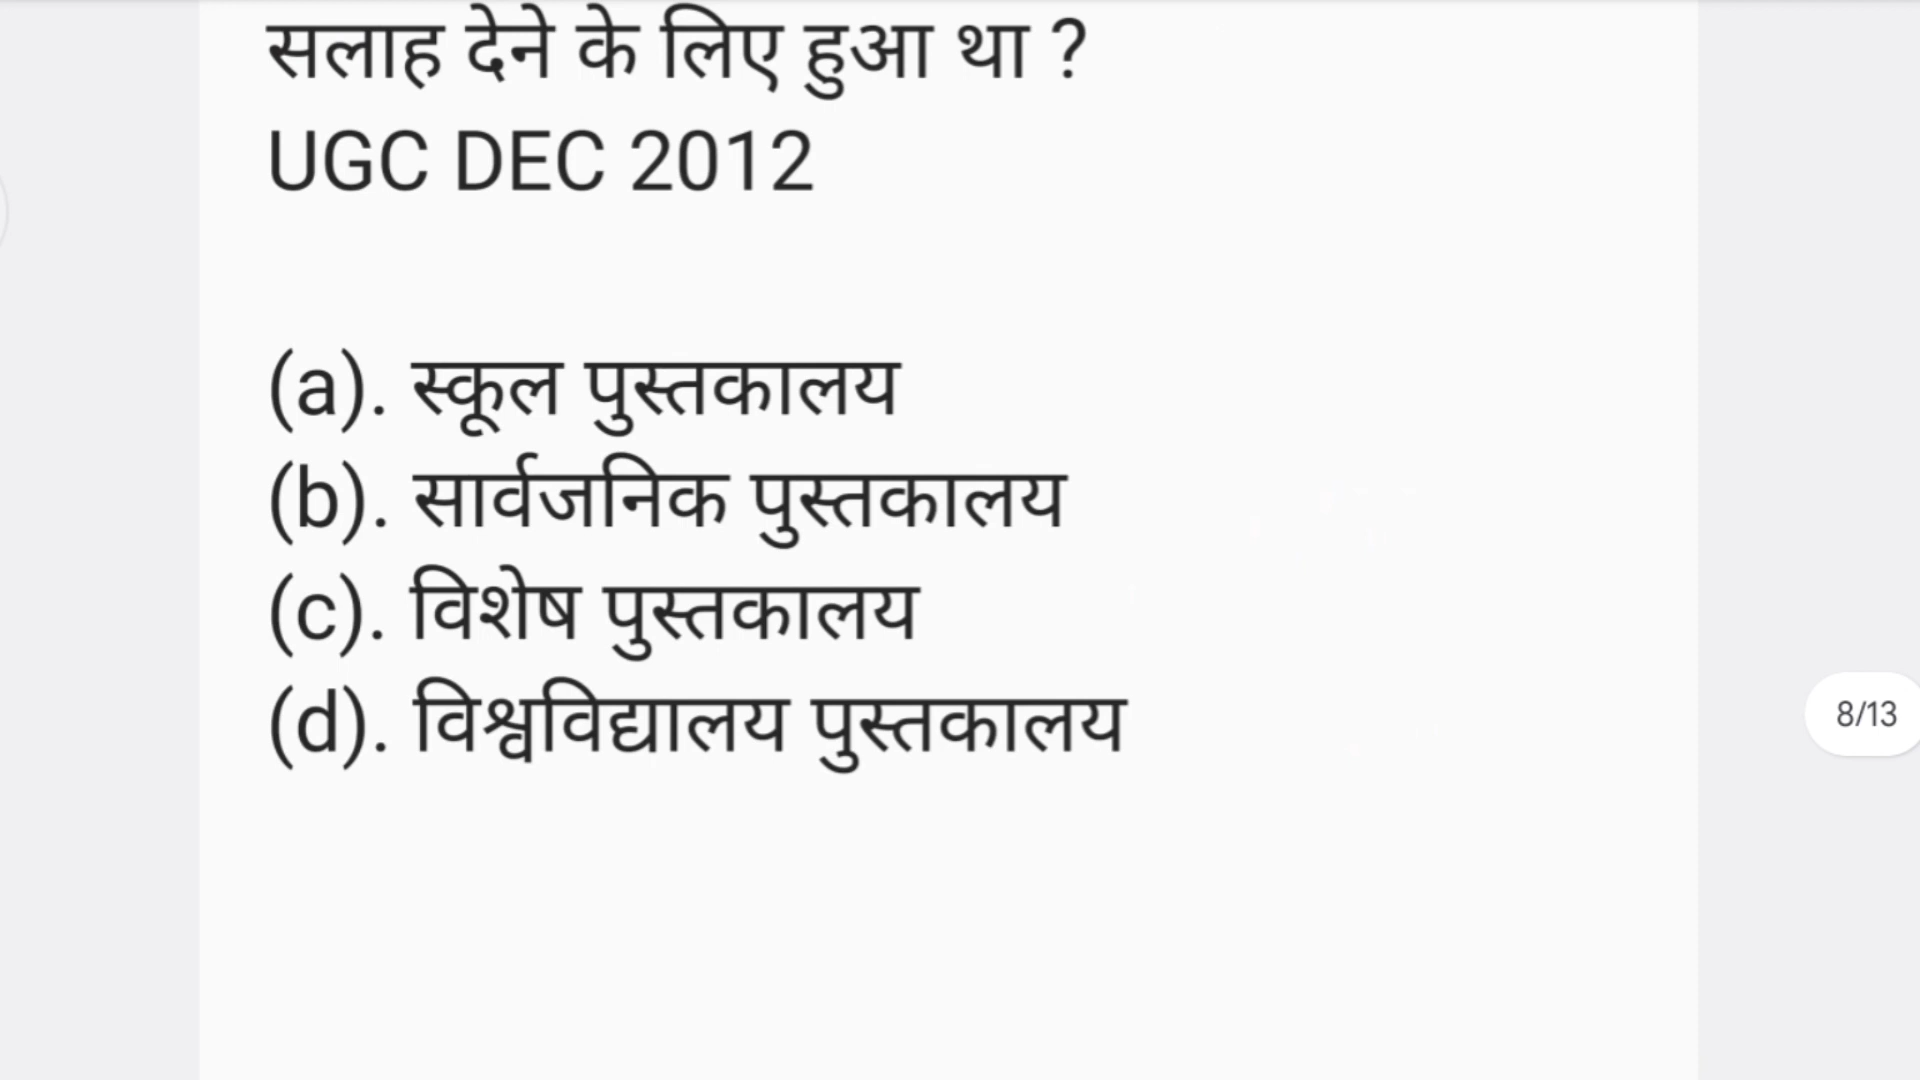 सलाह देने के लिए हुआ था ?
UGC DEC 2012
(a). स्कूल पुस्तकालय
(b). सार्वजनिक पुस्तकालय
(c). विशेष पुस्तकालय
(d). विश्वविद्यालय पुस्तकालय
8/13